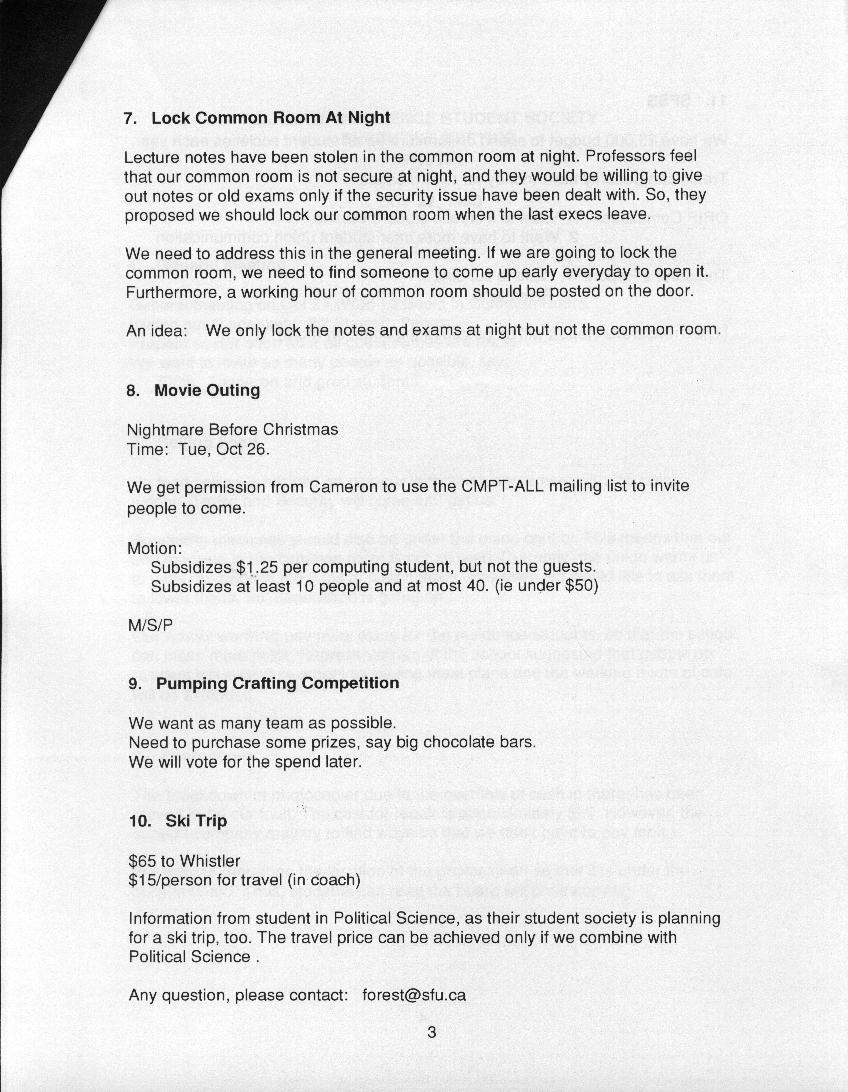 7. Lock Common Room At Night
Lecture notes have been stolen in the common room at night. Professors feel
that our common room is not secure at night, and they would be willing to give
out notes or old exams only if the security issue have been dealt with. So, they
proposed we should lock our common room when the last execs leave.
We need to address this in the general meeting. If we are going to lock the
common room, we need to find someone to come up early everyday to open it.
Furthermore, a working hour of common room should be posted on the door.
An idea: We only lock the notes and exams at night but not the common room.
8. Movie Outing
Nightmare Before Christmas
Time: Tue, Oct 26.
We get permission from Cameron to use the CMPT-ALL mailing list to invite
people to come.
Motion:
Subsidizes $1.25 per computing student, but not the guests.
Subsidizes at least 10 people and at most 40. (ie under $50)
M/S/P
9. Pumping Crafting Competition
We want as many team as possible.
Need to purchase some prizes, say big chocolate bars.
We will vote for the spend later.
10. Ski Trip
$65 to Whistler
$15/person for travel (in coach)
Information from student in Political Science, as their student society is planning
for a ski trip, too. The travel price can be achieved only if we combine with
Political Science .
Any question, please contact: forest@sfu.ca
3